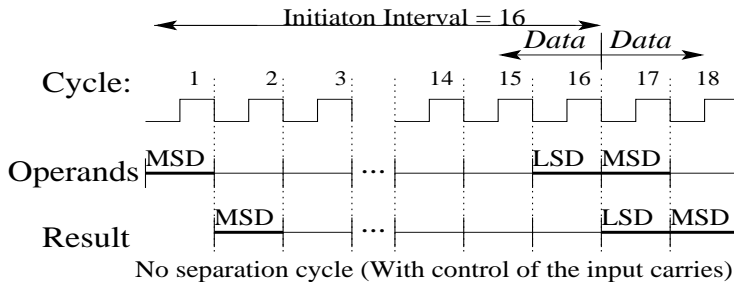 Initiaton Interval = 16
Data Data
Cycle: 1 2 3 14 15 16 17 18
Operands MSD ... LSD MSD
Result MSD ... LSD MSD
No separation cycle (With control of the input carries)